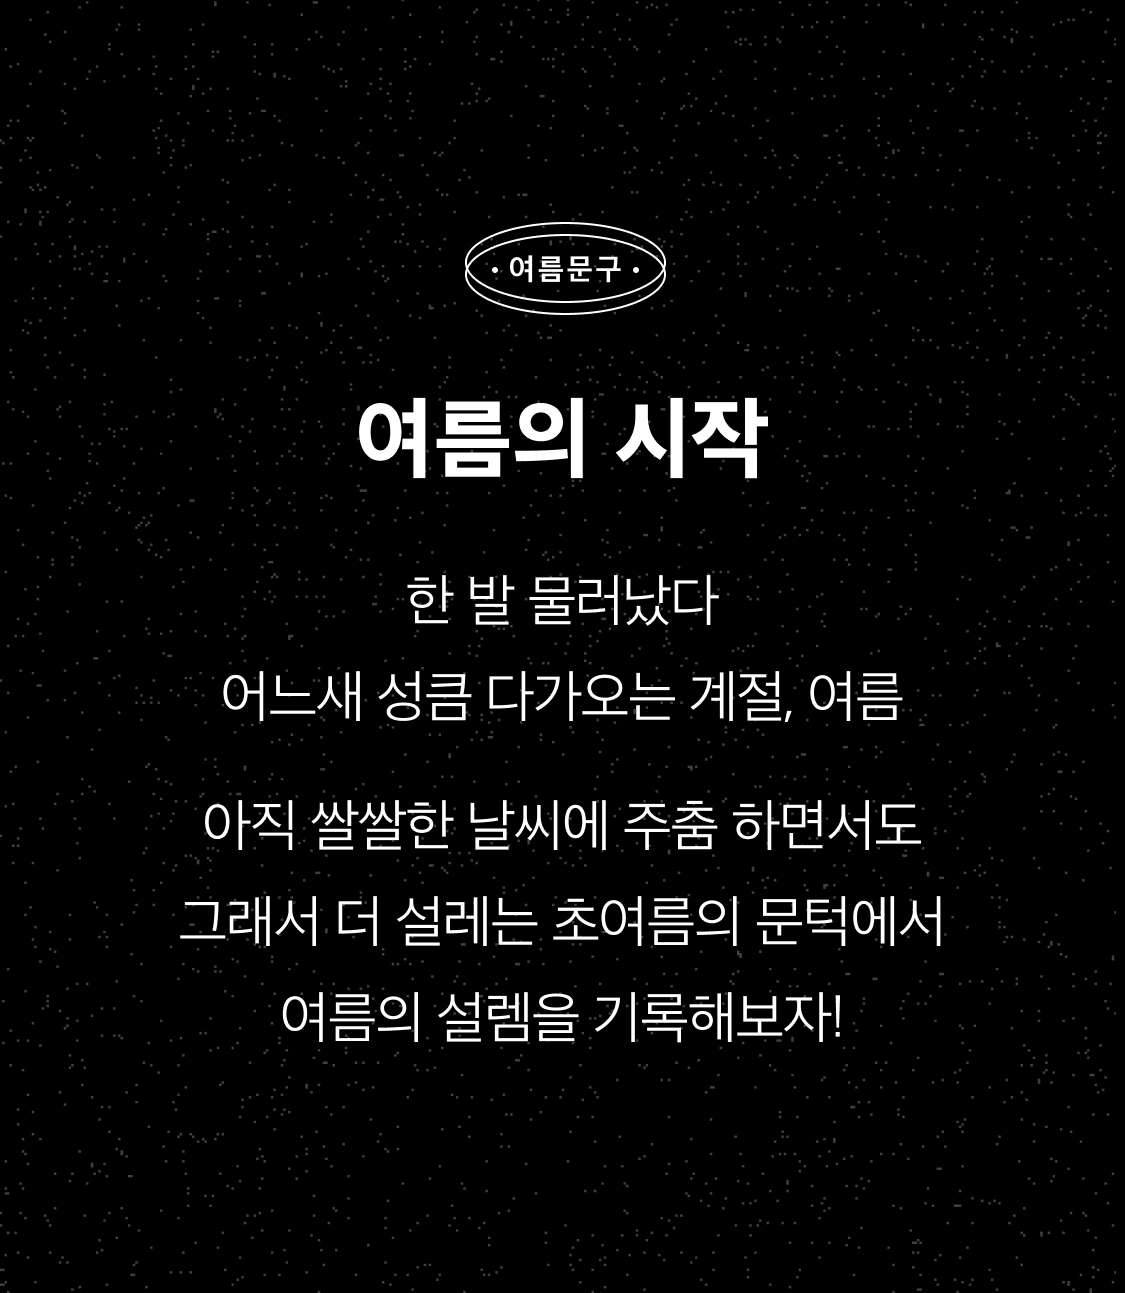 · 여름문구 ·
여름의 시작
한 발 물러났다
어느새 성큼 다가오는 계절, 여름
아직 쌀쌀한 날씨에 주춤 하면서도
그래서 더 설레는 초여름의 문턱에서
여름의 설렘을 기록해보자!